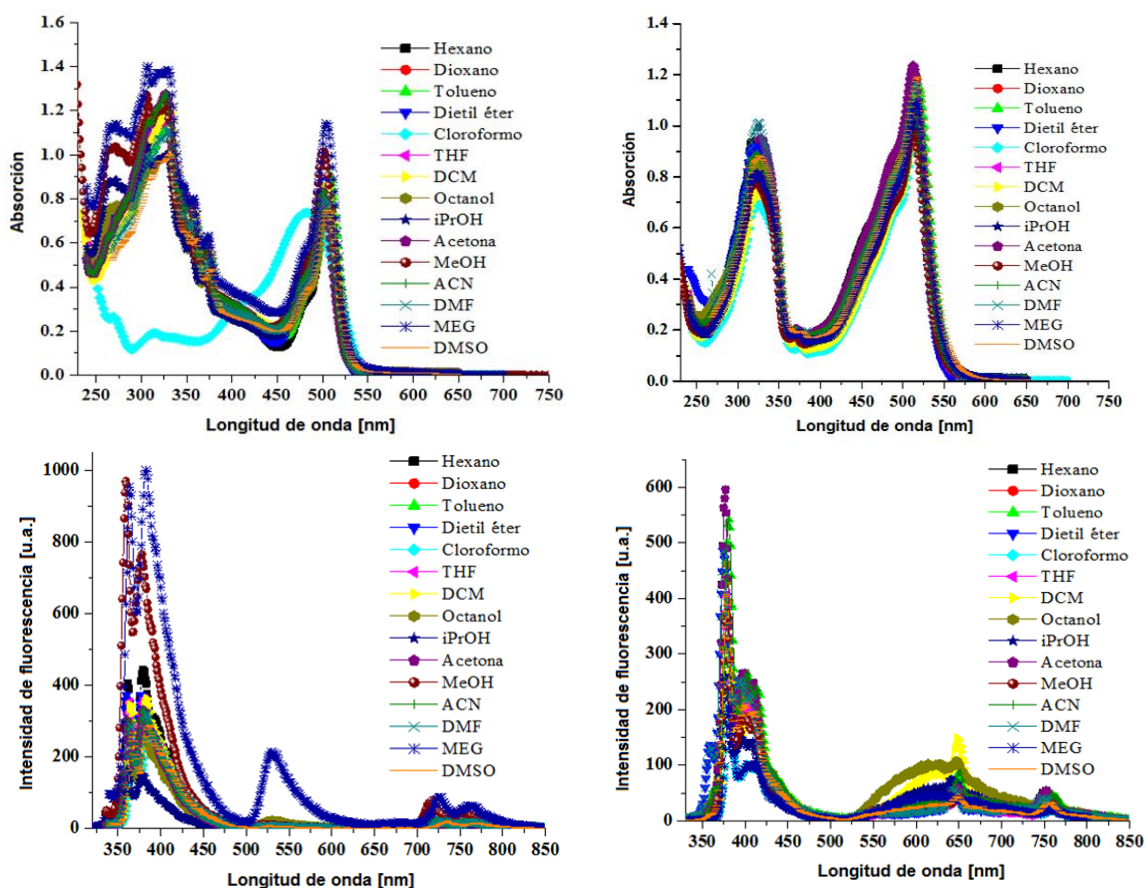 1.6
1.4
1.2
1.0
0.8
0.6
0.4
0.2
0.0
Absorción
250 300 350 400 450 500 550 600 650 700 750
Longitud de onda [nm]
Hexano
Dioxano
Tolueno
Dietil éter
Cloroformo
THF
DCM
Octanol
iPrOH
Acetona
MeOH
ACN
DMF
MEG
DMSO
1.4
1.2
1.0
0.8
0.6
0.4
0.2
0.0
Absorción
250 300 350 400 450 500 550 600 650 700 750
Longitud de onda [nm]
Hexano
Dioxano
Tolueno
Dietil éter
Cloroformo
THF
DCM
Octanol
iPrOH
Acetona
MeOH
ACN
DMF
MEG
DMSO
1000
800
600
400
200
0
Intensidad de fluorescencia [u.a.]
350 400 450 500 550 600 650 700 750 800 850
Longitud de onda [nm]
Hexano
Dioxano
Tolueno
Dietil éter
Cloroformo
THF
DCM
Octanol
iPrOH
Acetona
MeOH
ACN
DMF
MEG
DMSO
600
500
400
300
200
100
0
Intensidad de fluorescencia [u.a.]
350 400 450 500 550 600 650 700 750 800 850
Longitud de onda [nm]
Hexano
Dioxano
Tolueno
Dietil éter
Cloroformo
THF
DCM
Octanol
iPrOH
Acetona
MeOH
ACN
DMF
MEG
DMSO